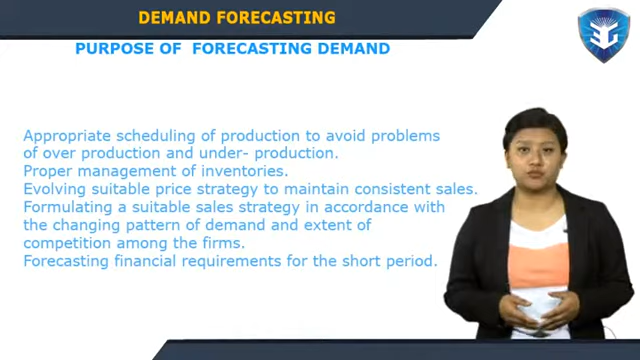 DEMAND FORECASTING
PURPOSE OF FORECASTING DEMAND
Appropriate scheduling of production to avoid problems
of over production and under- production.
Proper management of inventories.
Evolving suitable price strategy to maintain consistent sales.
Formulating a suitable sales strategy in accordance with
the changing pattern of demand and extent of
competition among the firms.
Forecasting financial requirements for the short period.